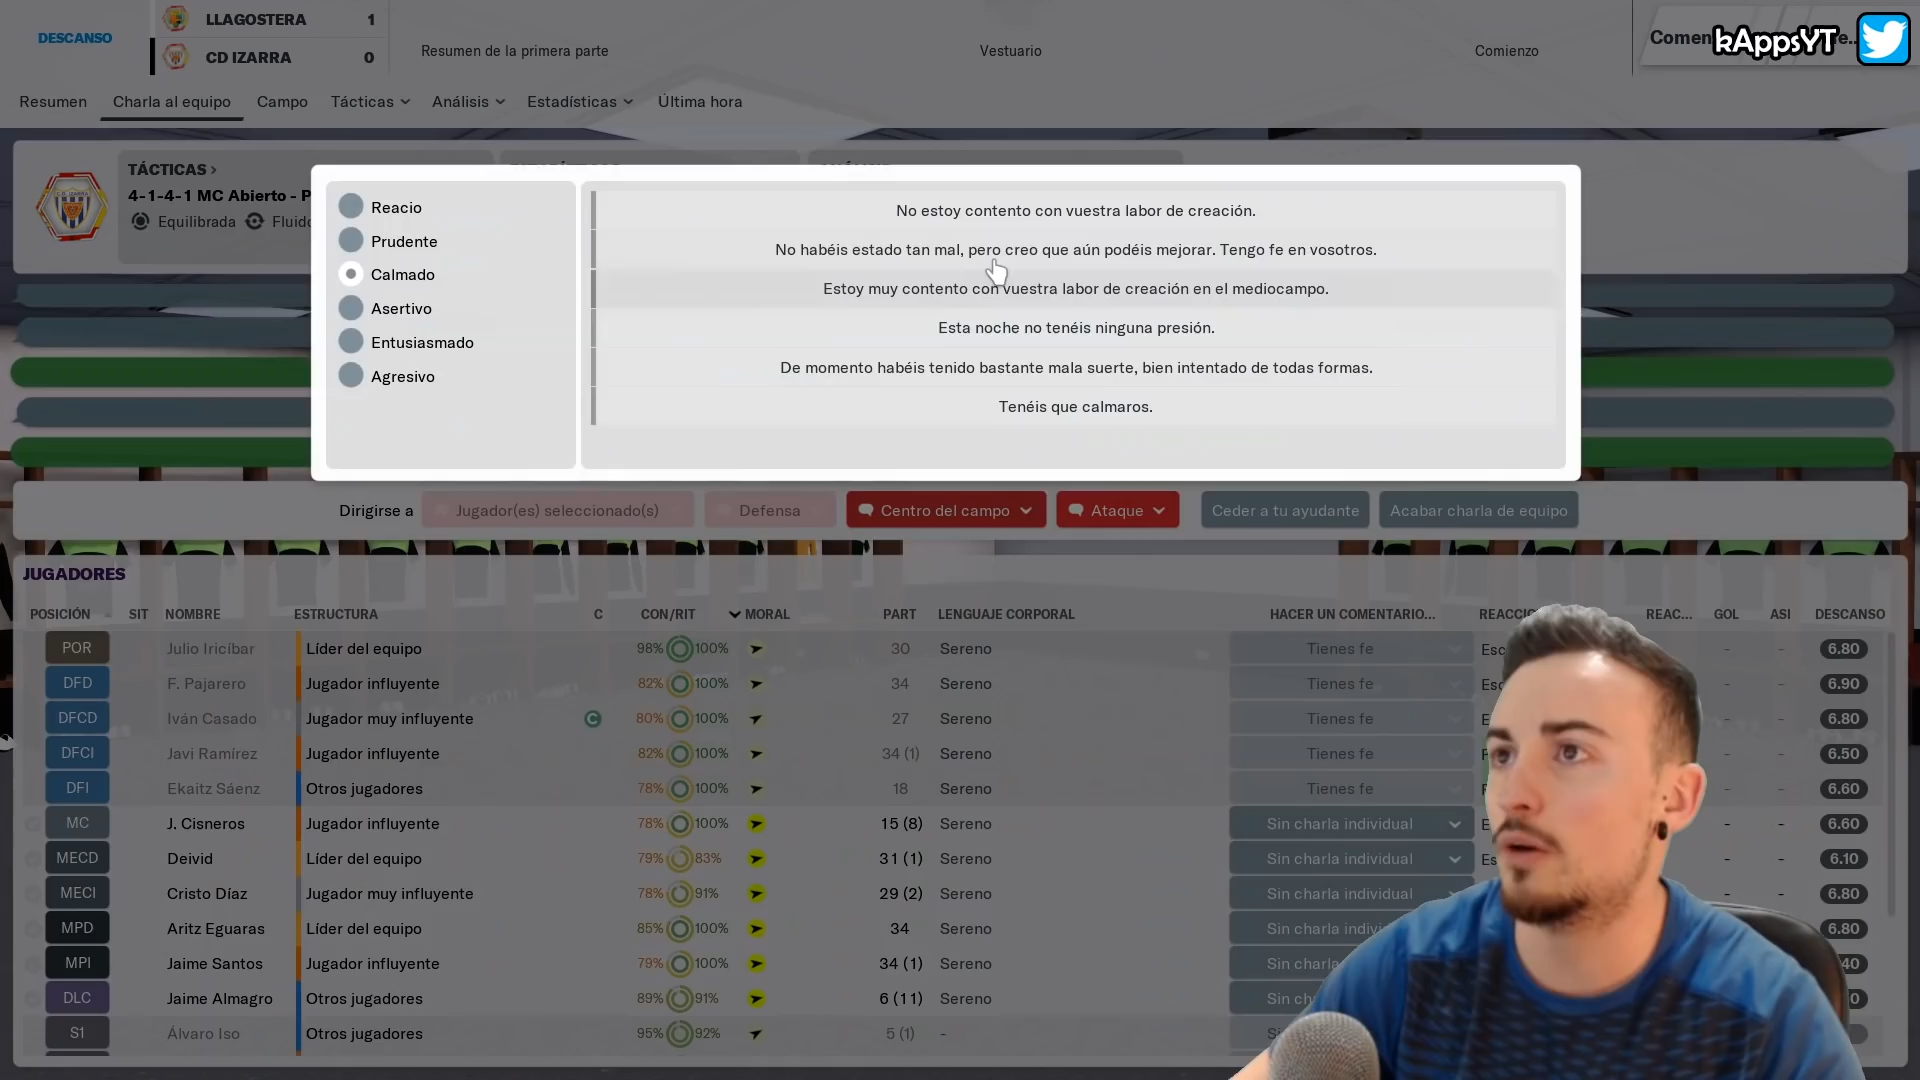 DESCANSO
LLAGOSTERA 1
CD IZARRA 0
Resumen de la primera parte
Vestuario
Comienzo
kAppsYT
Resumen
Charla al equipo
Campo
Tácticas
Análisis
Estadísticas
Última hora
TÁCTICAS >
4-1-4-1 MC Abierto - P
Equilibrada
Reacio
Prudente
Calmado
Asertivo
Entusiasmado
Agresivo
No estoy contento con vuestra labor de creación.
No habéis estado tan mal, pero creo que aún podéis mejorar. Tengo fe en vosotros.
Estoy muy contento con vuestra labor de creación en el mediocampo.
Esta noche no tenéis ninguna presión.
De momento habéis tenido bastante mala suerte, bien intentado de todas formas.
Tenéis que calmaros.
Dirigirse a
Jugador(es) seleccionado(s)
Defensa
Centro del campo
Ataque
Ceder a tu ayudante
Acabar charla de equipo
JUGADORES
POSICIÓN SIT NOMBRE ESTRUCTURA C CON/RIT MORAL PART LENGUAJE CORPORAL HACER UN COMENTARIO... REAC... GOL ASI DESCANSO
POR Julio Iricíbar Líder del equipo 98% 100% 30 Sereno Tienes fe - - 6.80
DFD F. Pajarero Jugador influyente 82% 100% 34 Sereno Tienes fe - - 6.90
DFCD Iván Casado Jugador muy influyente C 80% 100% 27 Sereno Tienes fe - - 6.80
DFCI Javi Ramírez Jugador influyente 82% 100% 34 (1) Sereno Tienes fe - - 6.50
DFI Ekaitz Sáenz Otros jugadores 78% 100% 18 Sereno Tienes fe - - 6.60
MC J. Cisneros Jugador influyente 78% 100% 15 (8) Sereno Sin charla individual - - 6.60
MECD Deivid Líder del equipo 79% 83% 31 (1) Sereno Sin charla individual - - 6.10
MECI Cristo Díaz Jugador muy influyente 78% 91% 29 (2) Sereno Sin charla individual - - 6.80
MPD Aritz Eguaras Líder del equipo 85% 100% 34 Sereno Sin charla 6.80
MPI Jaime Santos Jugador influyente 79% 100% 34 (1) Sereno Sin charla 40
DLC Jaime Almagro Otros jugadores 89% 91% 6 (11) Sereno Sin
S1 Álvaro Iso Otros jugadores 95% 92% 5 (1) -